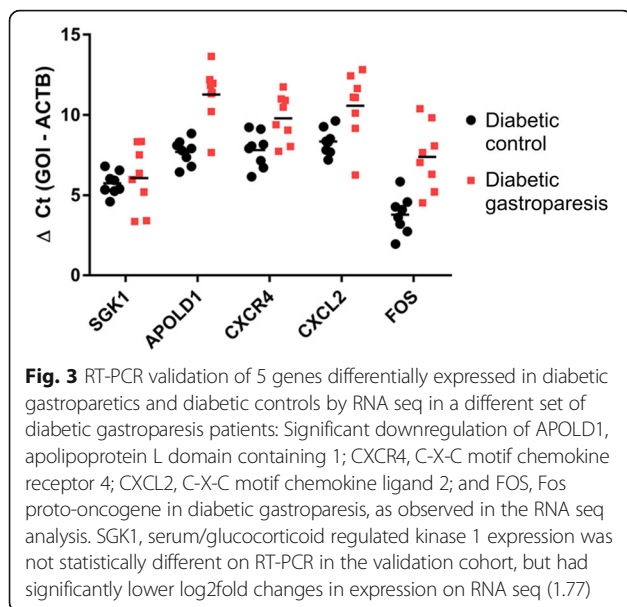 15
10
5
0
Δ Ct (GOI - ACTB)
SGK1
APOLD1
CXCR4
CXCL2
FOS
Diabetic
control
Diabetic
gastroparesis
Fig. 3 RT-PCR validation of 5 genes differentially expressed in diabetic
gastroparetics and diabetic controls by RNA seq in a different set of
diabetic gastroparesis patients: Significant downregulation of APOLD1,
apolipoprotein L domain containing 1; CXCR4, C-X-C motif chemokine
receptor 4; CXCL2, C-X-C motif chemokine ligand 2; and FOS, Fos
proto-oncogene in diabetic gastroparesis, as observed in the RNA seq
analysis. SGK1, serum/glucocorticoid regulated kinase 1 expression was
not statistically different on RT-PCR in the validation cohort, but had
significantly lower log2fold changes in expression on RNA seq (1.77)